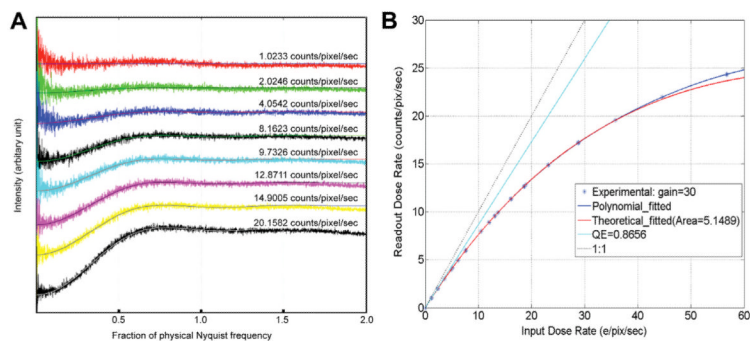 A
Intensity (arbitary unit)
1.0233 counts/pixel/sec
2.0246 counts/pixel/sec
4.0542 counts/pixel/sec
8.1623 counts/pixel/sec
9.7326 counts/pixel/sec
12.8711 counts/pixel/sec
14.9005 counts/pixel/sec
20.1582 counts/pixel/sec
0.5 1.0 1.5 2.0
Fraction of physical Nyquist frequency
B
Readout Dose Rate (counts/pix/sec)
30
25
20
15
10
5
0
Experimental: gain=30
Polynomial_fitted
Theoretical_fitted(Area=5.1489)
QE=0.8656
1:1
0 10 20 30 40 50 60
Input Dose Rate (e/pix/sec)